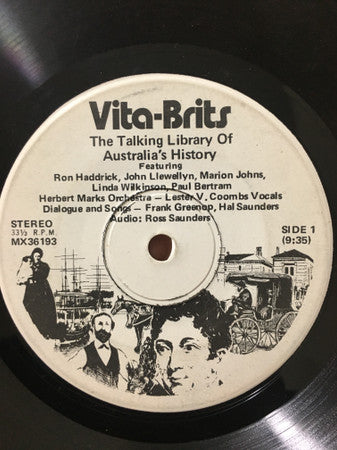 Vita-Brits
The Talking Library Of
Australia's History
Featuring
Ron Haddrick, John Llewellyn, Marion Johns,
Linda Wilkinson, Paul Bertram
Herbert Marks Orchestra – Lester V. Coombs Vocals
Dialogue and Songs – Frank Greenop, Hal Saunders
Audio: Ross Saunders
STEREO
33⅓ R.P.M.
MX36193
SIDE 1
(9:35)